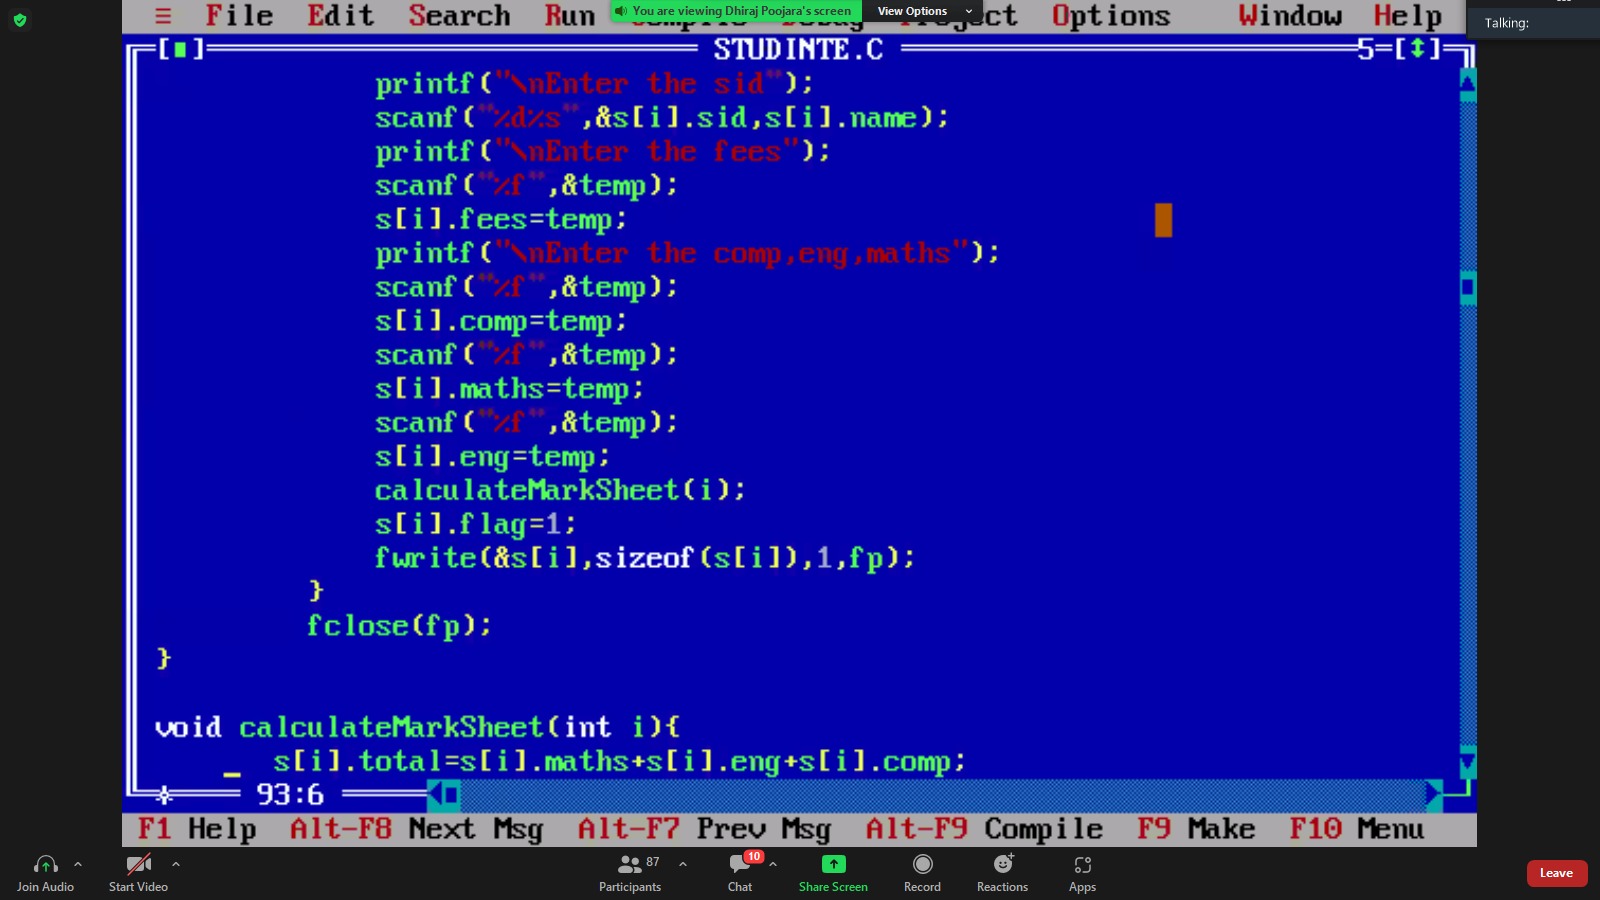 ≡ File Edit Search Run Compile Debug Project Options Window Help
You are viewing Dhiraj Poojara's screen View Options
Talking:
[■] STUDINTE.C 5=[↕]
printf("\nEnter the sid");
scanf("%d%s",&s[i].sid,s[i].name);
printf("\nEnter the fees");
scanf("%f",&temp);
s[i].fees=temp;
printf("\nEnter the comp,eng,maths");
scanf("%f",&temp);
s[i].comp=temp;
scanf("%f",&temp);
s[i].maths=temp;
scanf("%f",&temp);
s[i].eng=temp;
calculateMarkSheet(i);
s[i].flag=1;
fwrite(&s[i],sizeof(s[i]),1,fp);
}
fclose(fp);
}
void calculateMarkSheet(int i){
s[i].total=s[i].maths+s[i].eng+s[i].comp;
93:6
F1 Help Alt-F8 Next Msg Alt-F7 Prev Msg Alt-F9 Compile F9 Make F10 Menu
87 10
Join Audio Start Video Participants Chat Share Screen Record Reactions Apps Leave